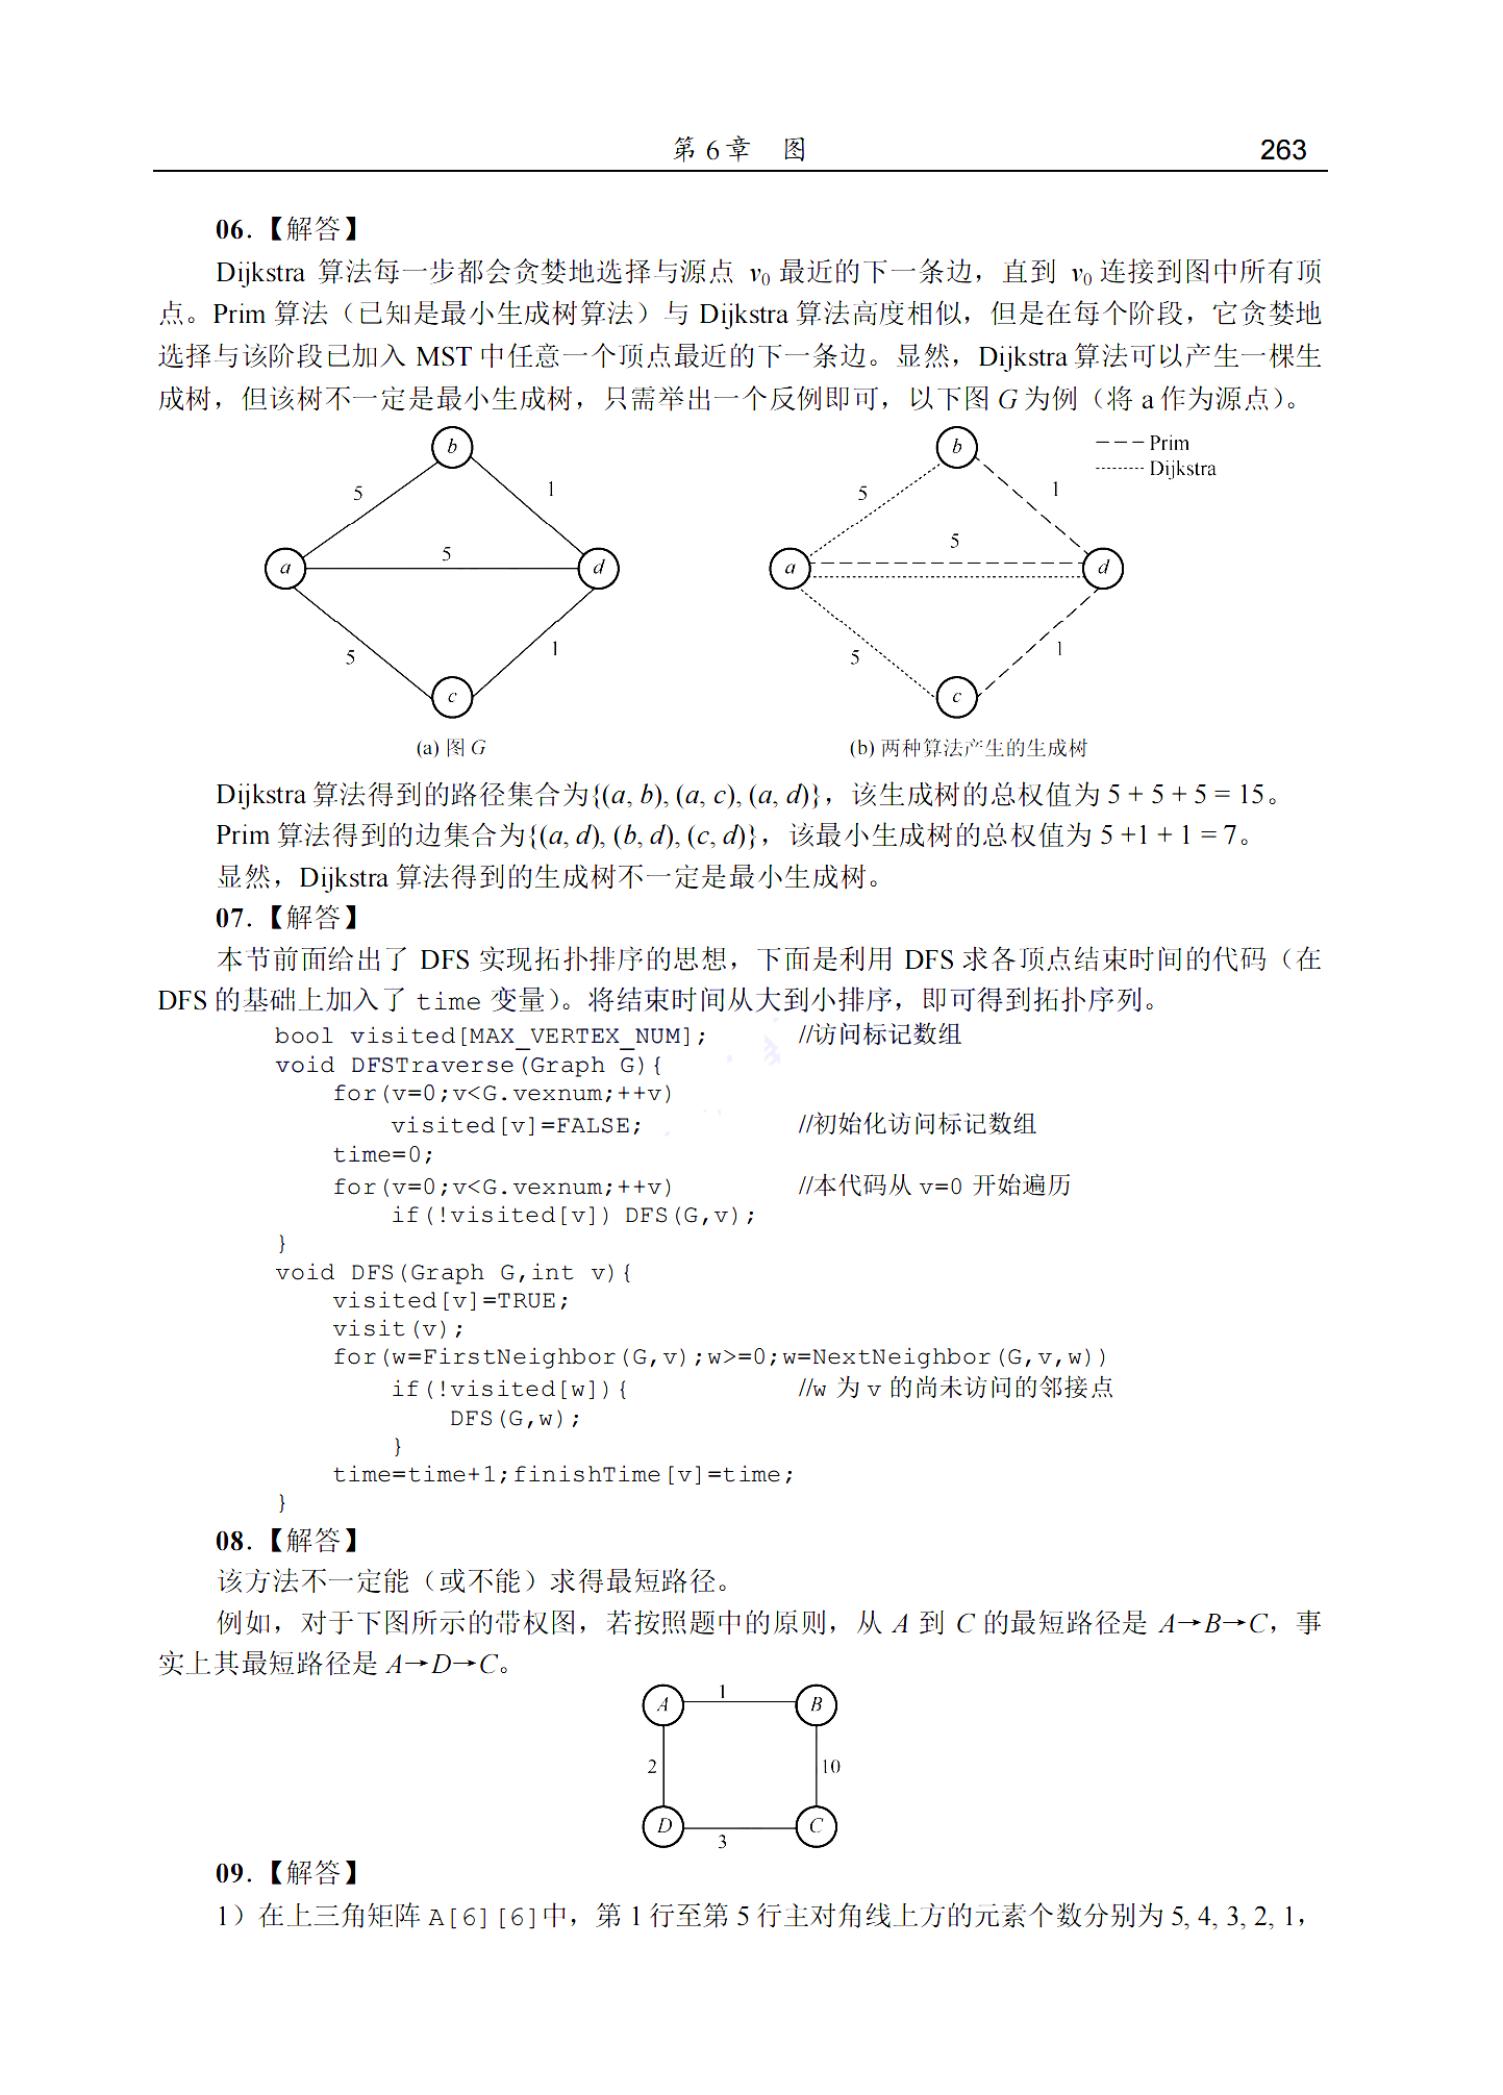 第 6 章 图 263
06.【解答】
Dijkstra 算法每一步都会贪婪地选择与源点 v₀ 最近的下一条边，直到 v₀ 连接到图中所有顶
点。Prim 算法（已知是最小生成树算法）与 Dijkstra 算法高度相似，但是在每个阶段，它贪婪地
选择与该阶段已加入 MST 中任意一个顶点最近的下一条边。显然，Dijkstra 算法可以产生一棵生
成树，但该树不一定是最小生成树，只需举出一个反例即可，以下图 G 为例（将 a 作为源点）。
b
5 1
a 5 d
5 1
c
(a) 图 G
b
5 1
a 5 d
5 1
c
Prim
Dijkstra
(b) 两种算法产生的生成树
Dijkstra 算法得到的路径集合为{(a, b), (a, c), (a, d)}，该生成树的总权值为 5 + 5 + 5 = 15。
Prim 算法得到的边集合为{(a, d), (b, d), (c, d)}，该最小生成树的总权值为 5 +1 + 1 = 7。
显然，Dijkstra 算法得到的生成树不一定是最小生成树。
07.【解答】
本节前面给出了 DFS 实现拓扑排序的思想，下面是利用 DFS 求各顶点结束时间的代码（在
DFS 的基础上加入了 time 变量）。将结束时间从大到小排序，即可得到拓扑序列。
bool visited[MAX_VERTEX_NUM]; //访问标记数组
void DFSTraverse(Graph G){
for(v=0;v<G.vexnum;++v)
visited[v]=FALSE; //初始化访问标记数组
time=0;
for(v=0;v<G.vexnum;++v) //本代码从 v=0 开始遍历
if(!visited[v]) DFS(G,v);
}
void DFS(Graph G,int v){
visited[v]=TRUE;
visit(v);
for(w=FirstNeighbor(G,v);w>=0;w=NextNeighbor(G,v,w))
if(!visited[w]){ //w 为 v 的尚未访问的邻接点
DFS(G,w);
}
time=time+1;finishTime[v]=time;
}
08.【解答】
该方法不一定能（或不能）求得最短路径。
例如，对于下图所示的带权图，若按照题中的原则，从 A 到 C 的最短路径是 A→B→C，事
实上其最短路径是 A→D→C。
A 1 B
2 10
D 3 C
09.【解答】
1）在上三角矩阵 A[6][6]中，第 1 行至第 5 行主对角线上方的元素个数分别为 5, 4, 3, 2, 1，